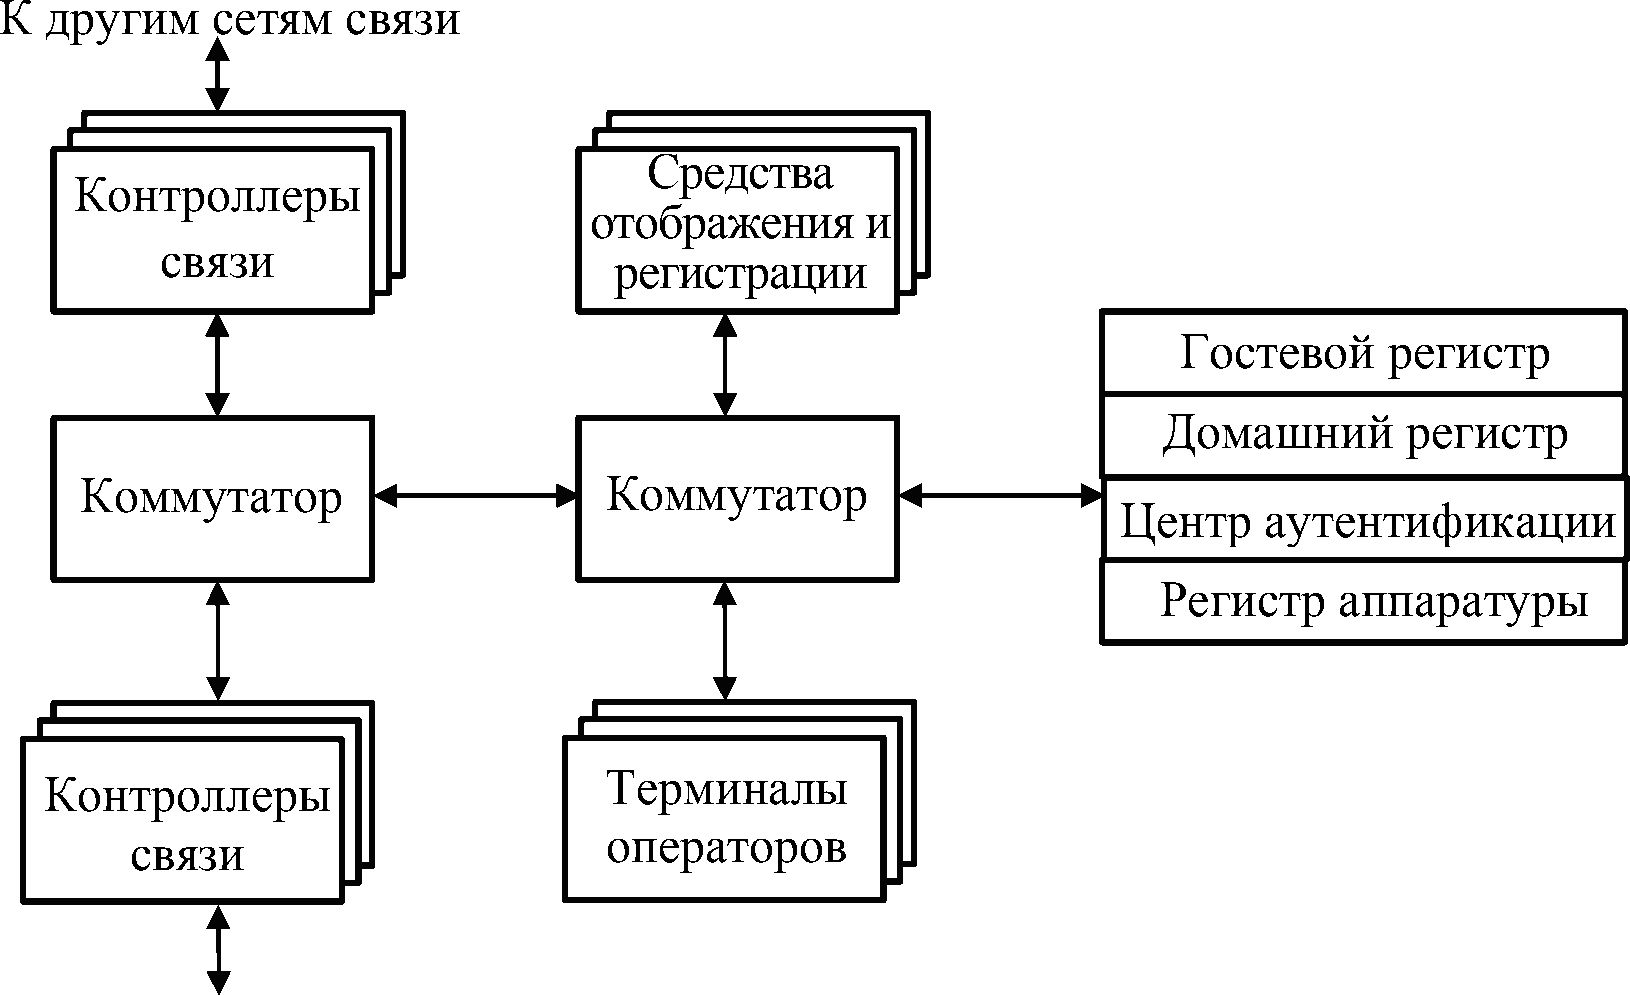 К другим сетям связи
Контроллеры
связи
Средства
отображения и
регистрации
Гостевой регистр
Домашний регистр
Центр аутентификации
Регистр аппаратуры
Коммутатор
Коммутатор
Контроллеры
связи
Терминалы
операторов